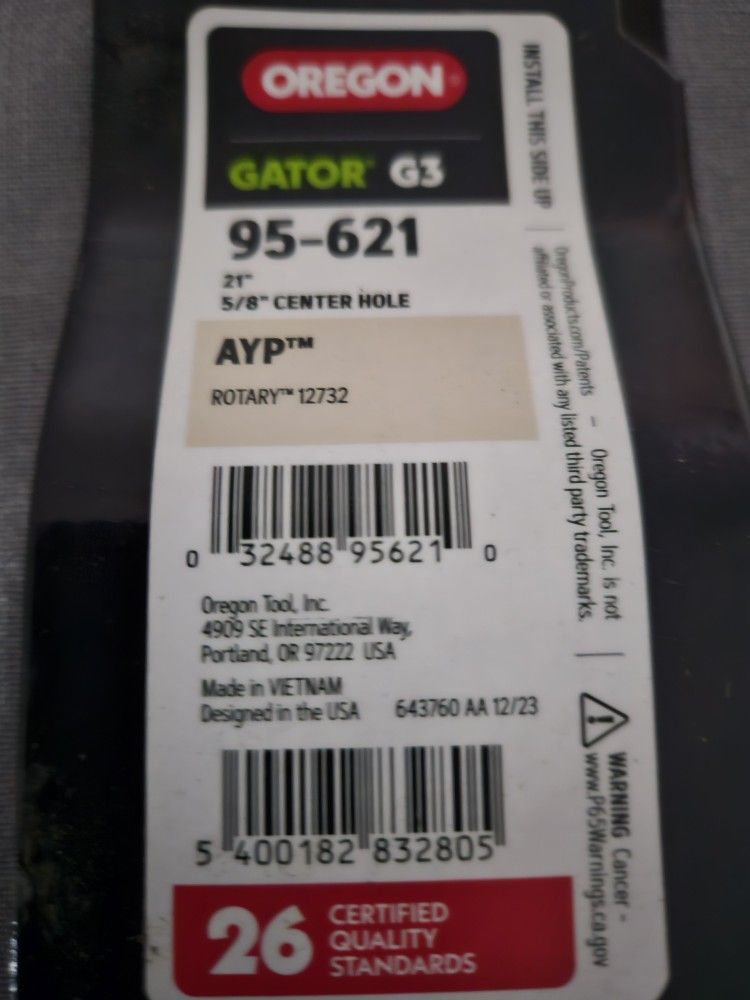 OREGON
GATOR® G3
95-621
21"
5/8" CENTER HOLE
AYP™
ROTARY™ 12732
0 32488 95621 0
Oregon Tool, Inc.
4909 SE International Way,
Portland, OR 97222 USA
Made in VIETNAM
Designed in the USA 643760 AA 12/23
5 400182 832805
26 CERTIFIED
QUALITY
STANDARDS
INSTALL THIS SIDE UP
OregonProducts.com/Patents – Oregon Tool, Inc. is not
affiliated or associated with any listed third party trademarks.
WARNING Cancer -
www.P65Warnings.ca.gov